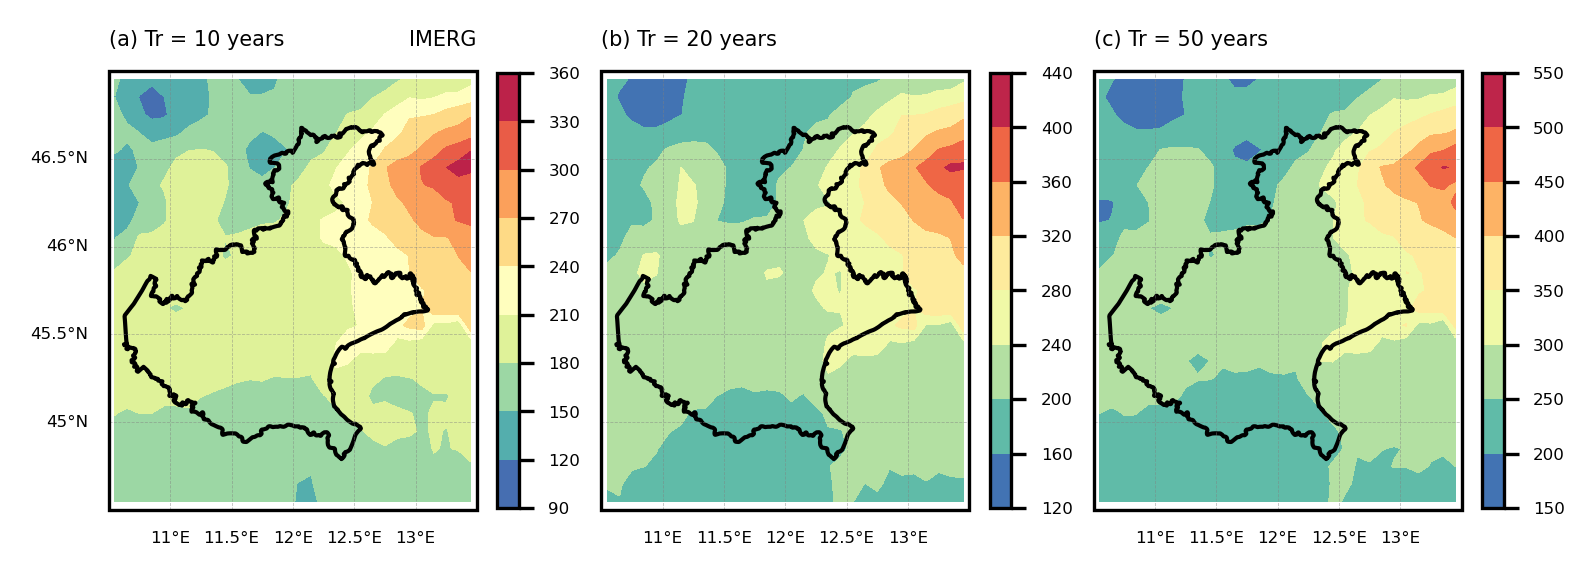 (a) Tr = 10 years IMERG
(b) Tr = 20 years
(c) Tr = 50 years
46.5°N
46°N
45.5°N
45°N
11°E 11.5°E 12°E 12.5°E 13°E
360
330
300
270
240
210
180
150
120
90
11°E 11.5°E 12°E 12.5°E 13°E
440
400
360
320
280
240
200
160
120
11°E 11.5°E 12°E 12.5°E 13°E
550
500
450
400
350
300
250
200
150